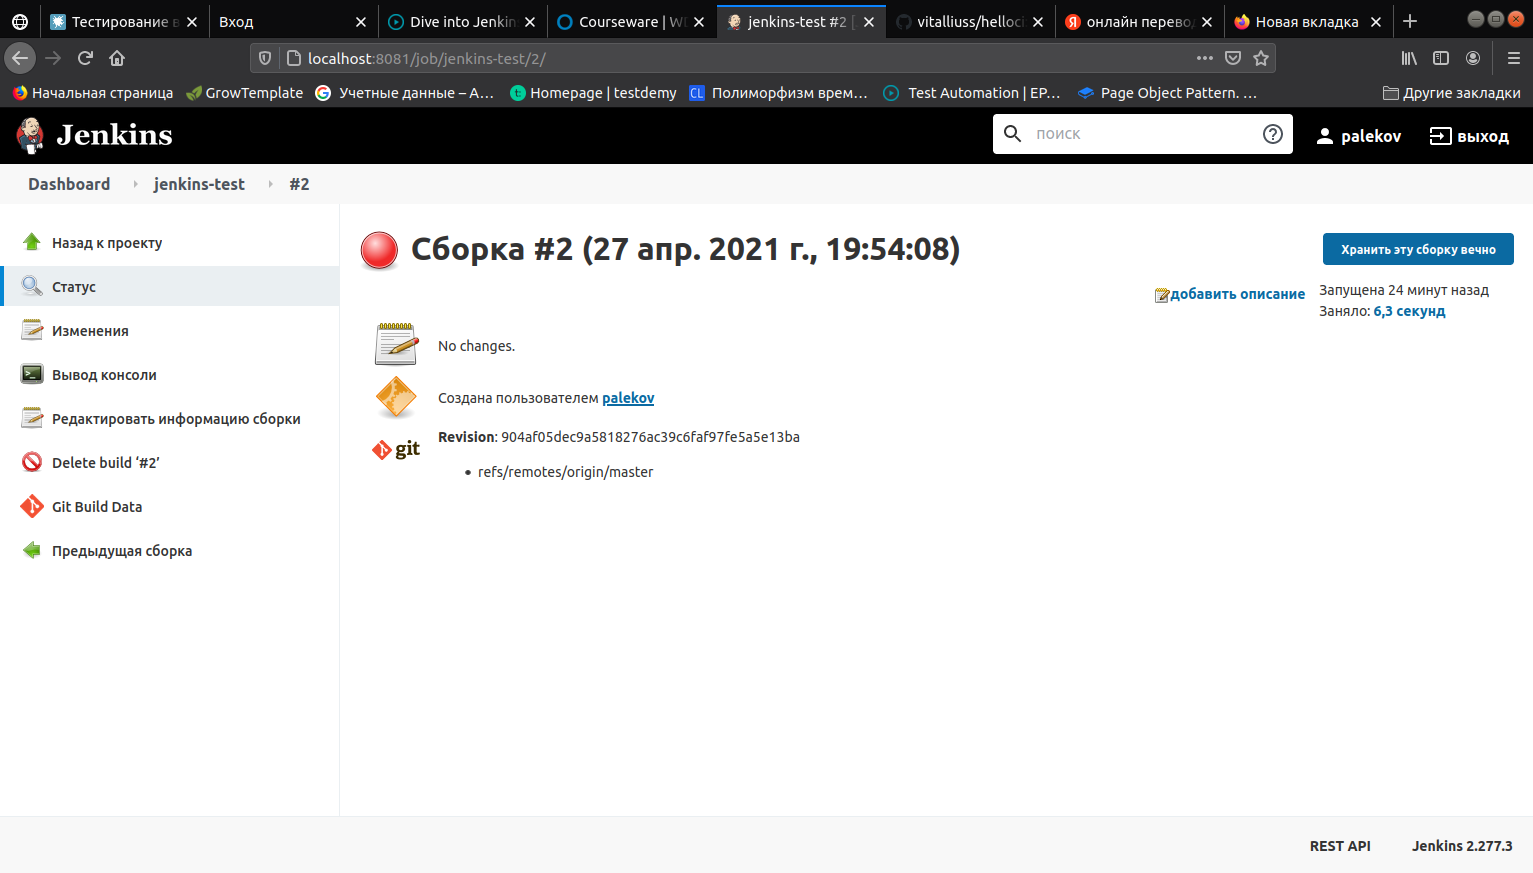 Тестирование в
Вход
Dive into Jenkins
Courseware | WD
jenkins-test #2 [
vitalliuss/helloci
онлайн перевод
Новая вкладка
localhost:8081/job/jenkins-test/2/
Начальная страница
GrowTemplate
Учетные данные – A…
Homepage | testdemy
CL
Полиморфизм врем…
Test Automation | EP…
Page Object Pattern. …
Другие закладки
Jenkins
поиск
palekov
выход
Dashboard
jenkins-test
#2
Назад к проекту
Статус
Изменения
Вывод консоли
Редактировать информацию сборки
Delete build ‘#2’
Git Build Data
Предыдущая сборка
Сборка #2 (27 апр. 2021 г., 19:54:08)
Хранить эту сборку вечно
добавить описание
Запущена 24 минут назад
Заняло: 6,3 секунд
No changes.
Создана пользователем palekov
git
Revision: 904af05dec9a5818276ac39c6faf97fe5a5e13ba
refs/remotes/origin/master
REST API
Jenkins 2.277.3